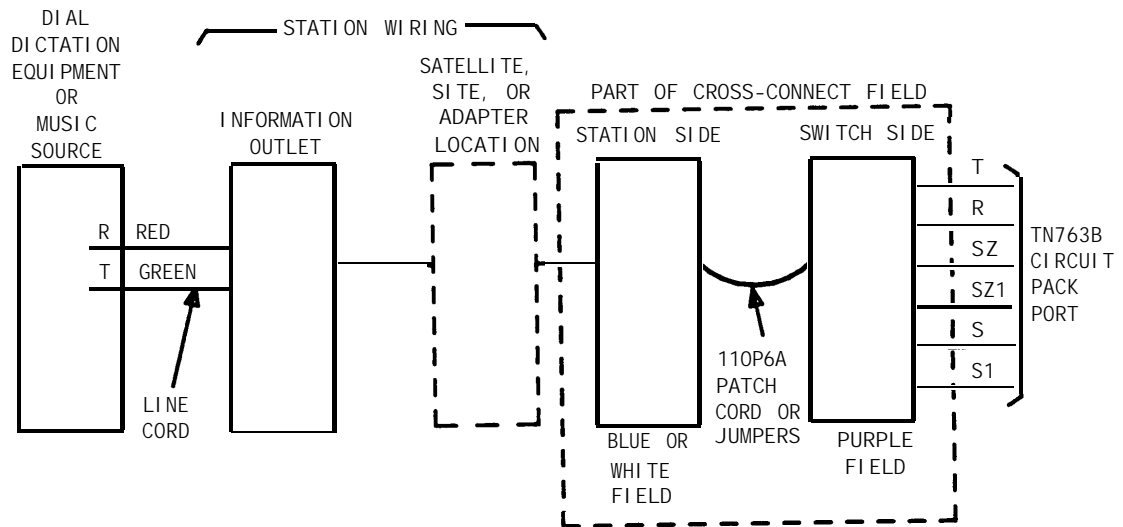 DIAL
DICTATION
EQUIPMENT
OR
MUSIC
SOURCE
STATION WIRING
INFORMATION
OUTLET
SATELLITE,
SITE, OR
ADAPTER
LOCATION
PART OF CROSS-CONNECT FIELD
STATION SIDE
SWITCH SIDE
R RED
T GREEN
LINE
CORD
110P6A
PATCH
CORD OR
JUMPERS
BLUE OR
WHITE
FIELD
PURPLE
FIELD
T
R
SZ
SZ1
S
S1
TN763B
CIRCUIT
PACK
PORT